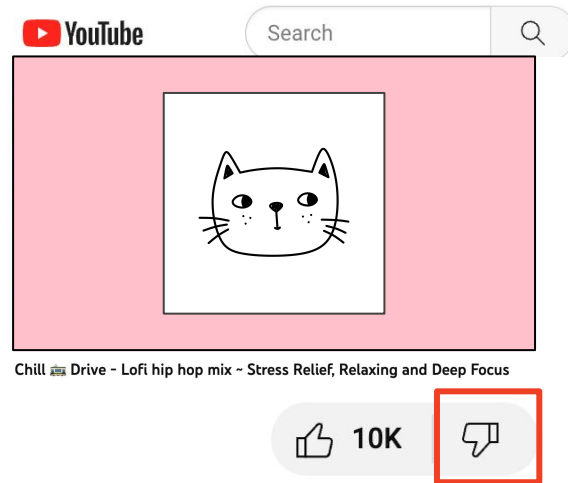 YouTube
Search
Chill 🚋 Drive - Lofi hip hop mix ~ Stress Relief, Relaxing and Deep Focus
10K